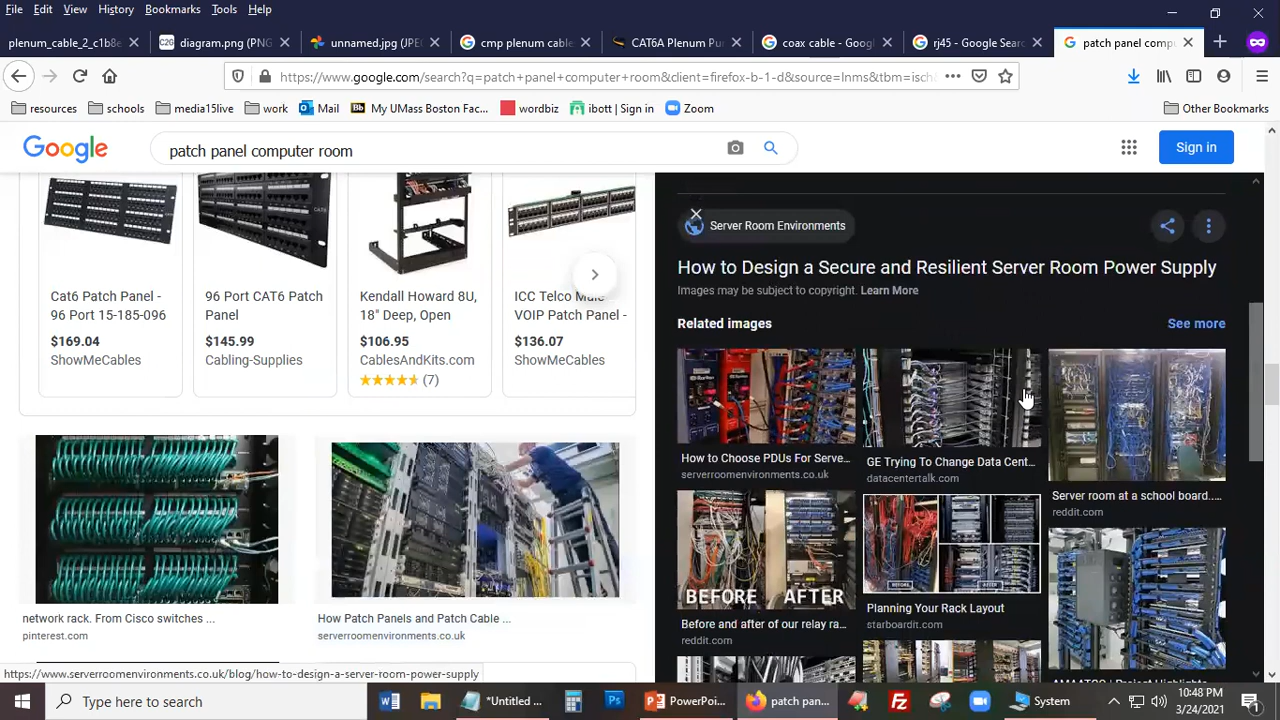 File Edit View History Bookmarks Tools Help
plenum_cable_2_c1b8e diagram.png (PNG unnamed.jpg (JPE cmp plenum cable CAT6A Plenum Pu coax cable - Goog rj45 - Google Sear patch panel comp
https://www.google.com/search?q=patch+panel+computer+room&client=firefox-b-1-d&source=lnms&tbm=isch
resources schools media15live work Mail My UMass Boston Fac... wordbiz ibott | Sign in Zoom Other Bookmarks
Google patch panel computer room Sign in
Cat6 Patch Panel -
96 Port 15-185-096
$169.04
ShowMeCables
96 Port CAT6 Patch
Panel
$145.99
Cabling-Supplies
Kendall Howard 8U,
18" Deep, Open
$106.95
CablesAndKits.com
(7)
ICC Telco Male
VOIP Patch Panel -
$136.07
ShowMeCables
network rack. From Cisco switches ...
pinterest.com
How Patch Panels and Patch Cable ...
serverroomenvironments.co.uk
Server Room Environments
How to Design a Secure and Resilient Server Room Power Supply
Images may be subject to copyright. Learn More
Related images See more
How to Choose PDUs For Serve...
serverroomenvironments.co.uk
GE Trying To Change Data Cent...
datacentertalk.com
Server room at a school board....
reddit.com
BEFORE AFTER
Before and after of our relay ra...
reddit.com
BEFORE AFTER
Planning Your Rack Layout
starboardit.com
https://www.serverroomenvironments.co.uk/blog/how-to-design-a-server-room-power-supply
Type here to search
*Untitled ...
PowerPoi...
patch pan...
System
10:48 PM
3/24/2021